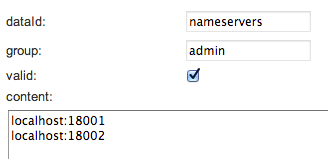 dataId: nameservers
group: admin
valid:
content:
localhost:18001
localhost:18002